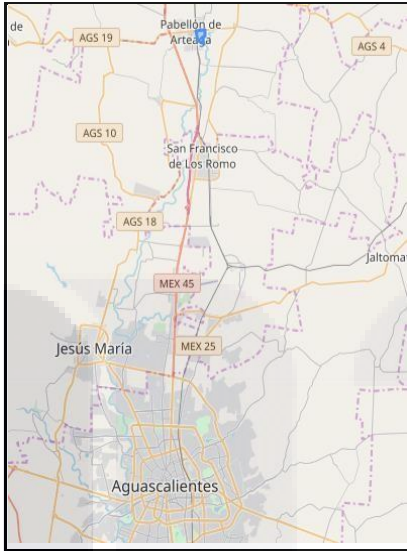 de
AGS 19
Pabellón de
Arteaga
AGS 4
AGS 10
San Francisco
de Los Romo
AGS 18
Jaltomat
MEX 45
Jesús María
MEX 25
Aguascalientes